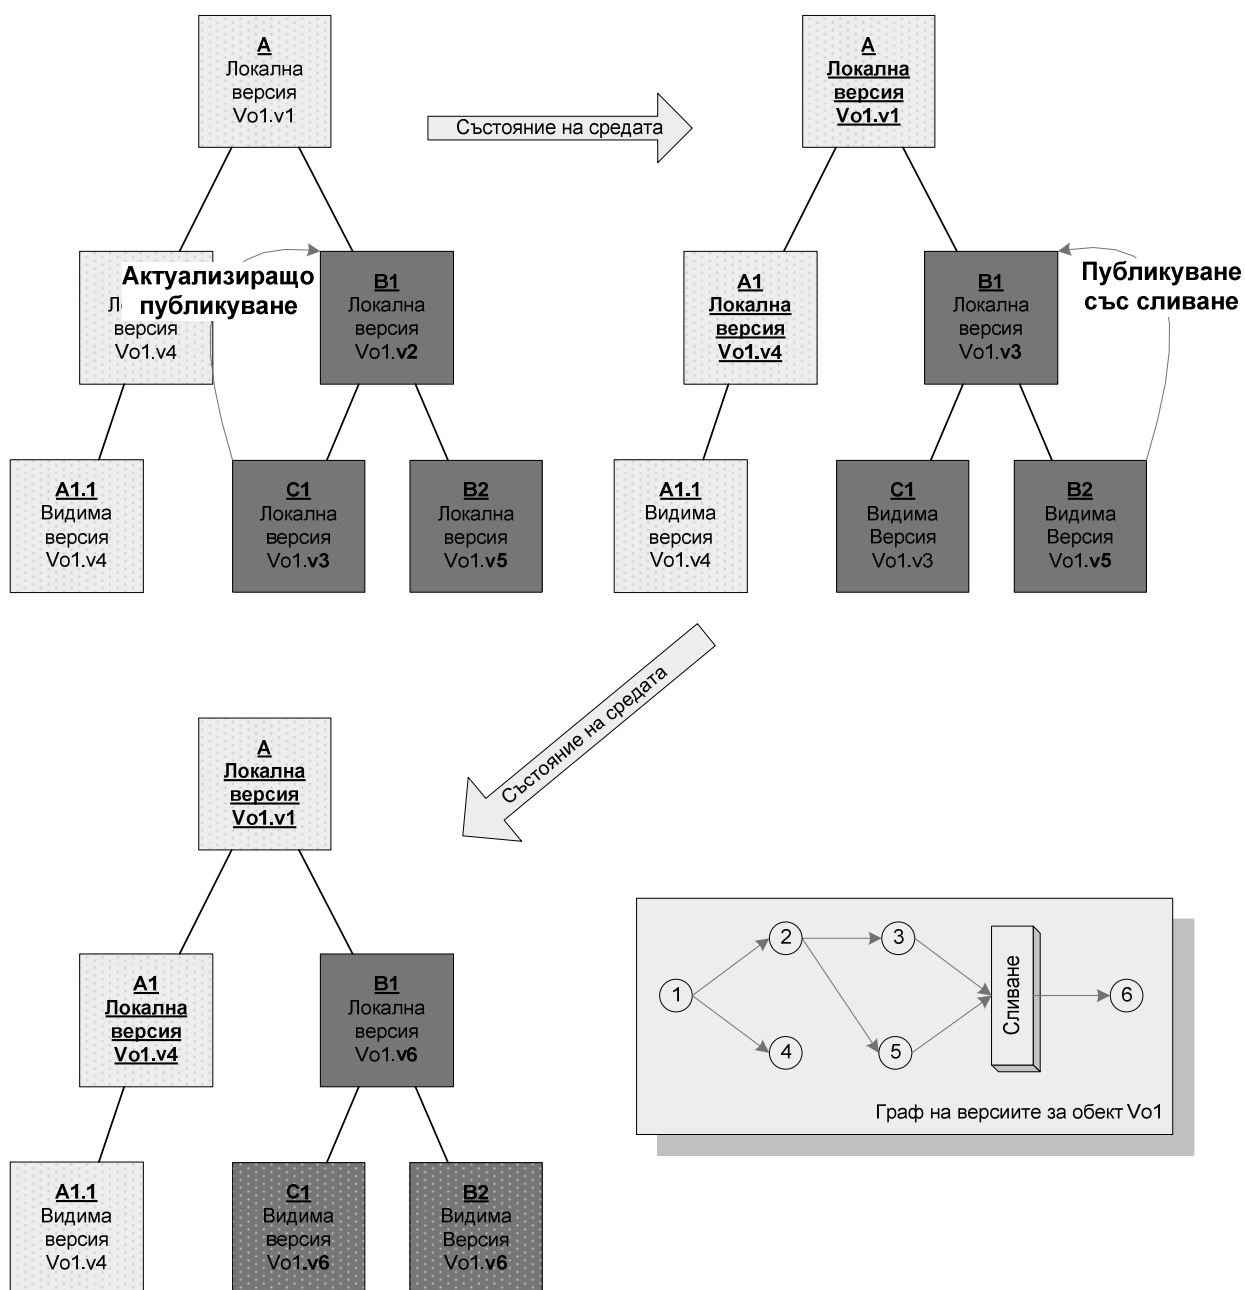 A
Локална
версия
Vo1.v1
Състояние на средата
A
Локална
версия
Vo1.v1
Актуализиращо
публикуване
версия
Vo1.v4
B1
Локална
версия
Vo1.v2
A1
Локална
версия
Vo1.v4
B1
Локална
версия
Vo1.v3
Публикуване
със сливане
A1.1
Видима
версия
Vo1.v4
C1
Локална
версия
Vo1.v3
B2
Локална
версия
Vo1.v5
A1.1
Видима
версия
Vo1.v4
C1
Видима
Версия
Vo1.v3
B2
Видима
Версия
Vo1.v5
Състояние на средата
A
Локална
версия
Vo1.v1
A1
Локална
версия
Vo1.v4
B1
Локална
версия
Vo1.v6
A1.1
Видима
версия
Vo1.v4
C1
Видима
версия
Vo1.v6
B2
Видима
Версия
Vo1.v6
1
2
3
4
5
Сливане
6
Граф на версиите за обект Vo1